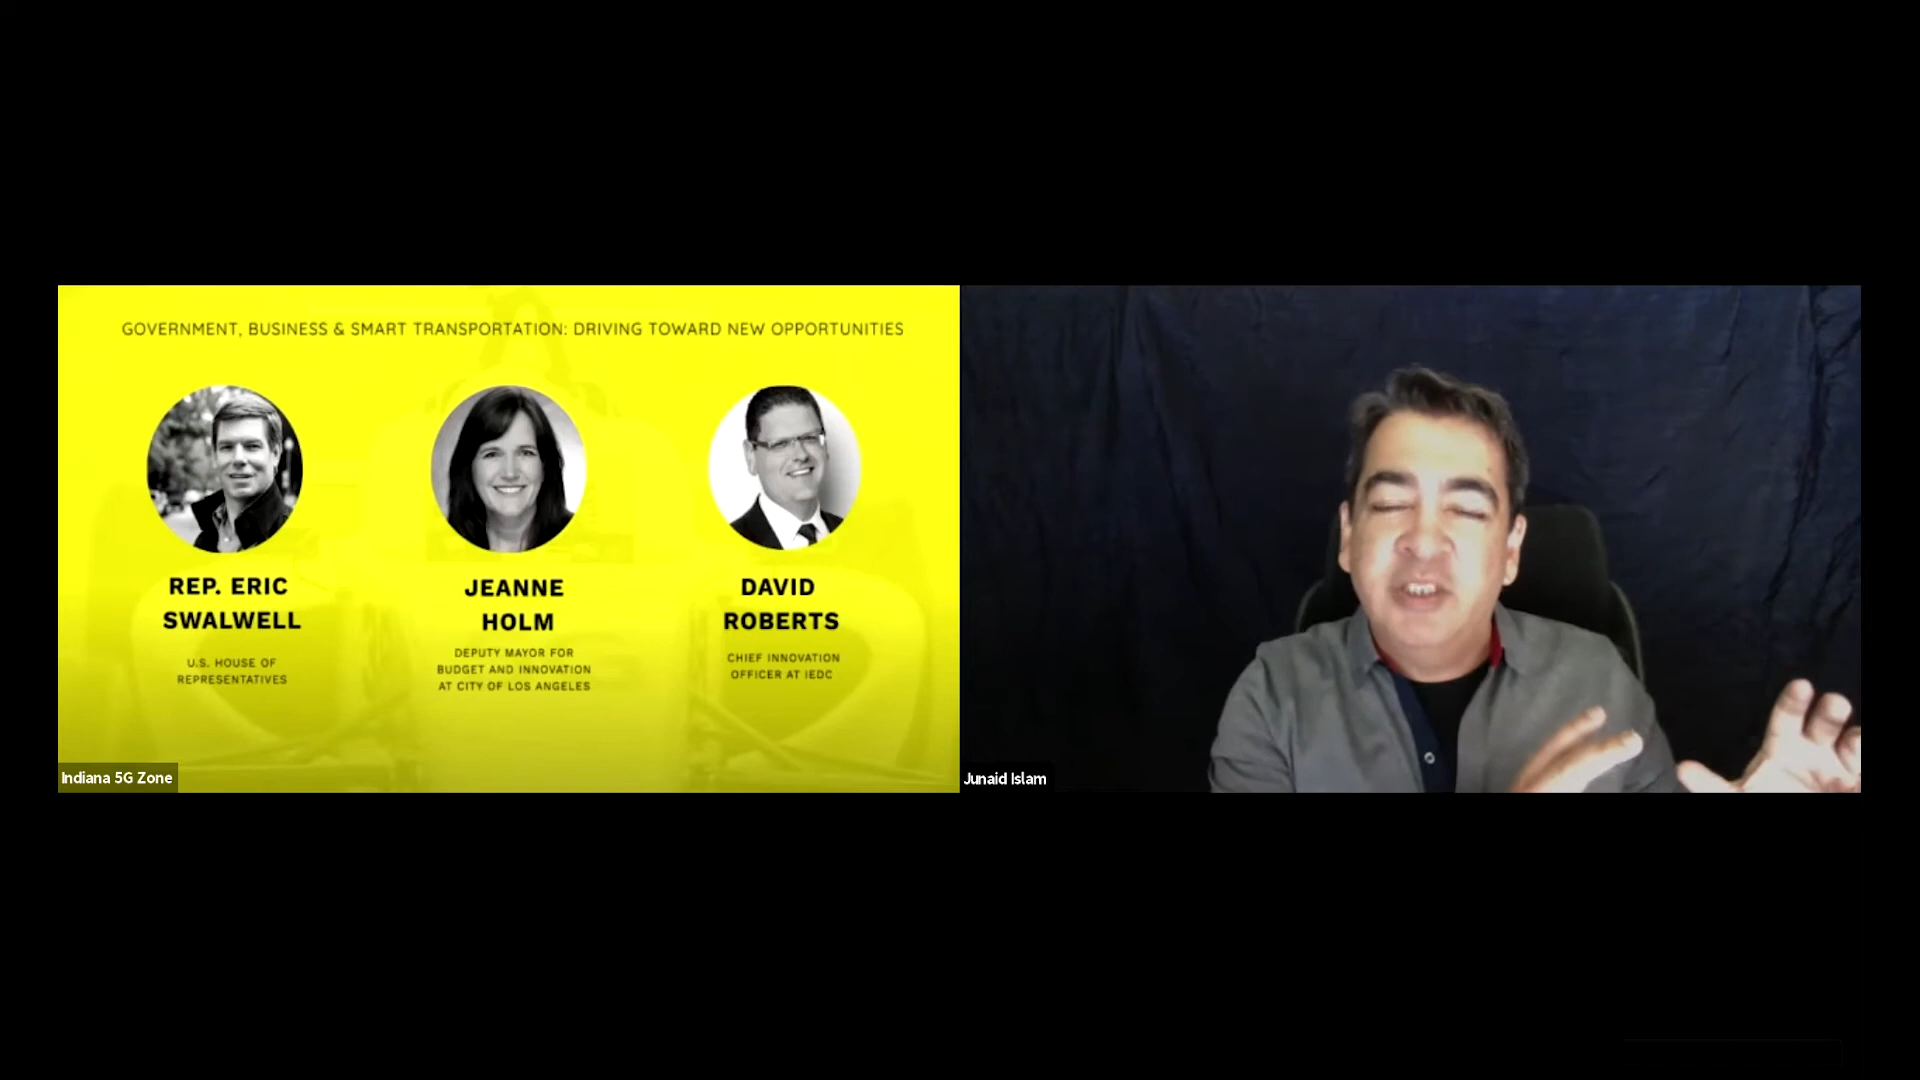 GOVERNMENT, BUSINESS & SMART TRANSPORTATION: DRIVING TOWARD NEW OPPORTUNITIES
REP. ERIC
SWALWELL
U.S. HOUSE OF
REPRESENTATIVES
JEANNE
HOLM
DEPUTY MAYOR FOR
BUDGET AND INNOVATION
AT CITY OF LOS ANGELES
DAVID
ROBERTS
CHIEF INNOVATION
OFFICER AT IEDC
Indiana 5G Zone
Junaid Islam